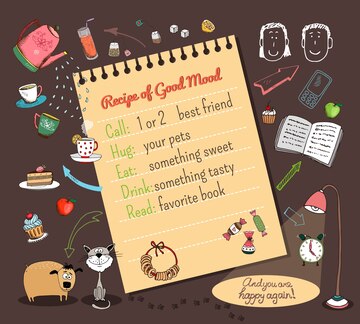 Recipe of Good Mood
Call: 1 or 2 best friend
Hug: your pets
Eat: something sweet
Drink: something tasty
Read: favorite book
And you are
happy again!